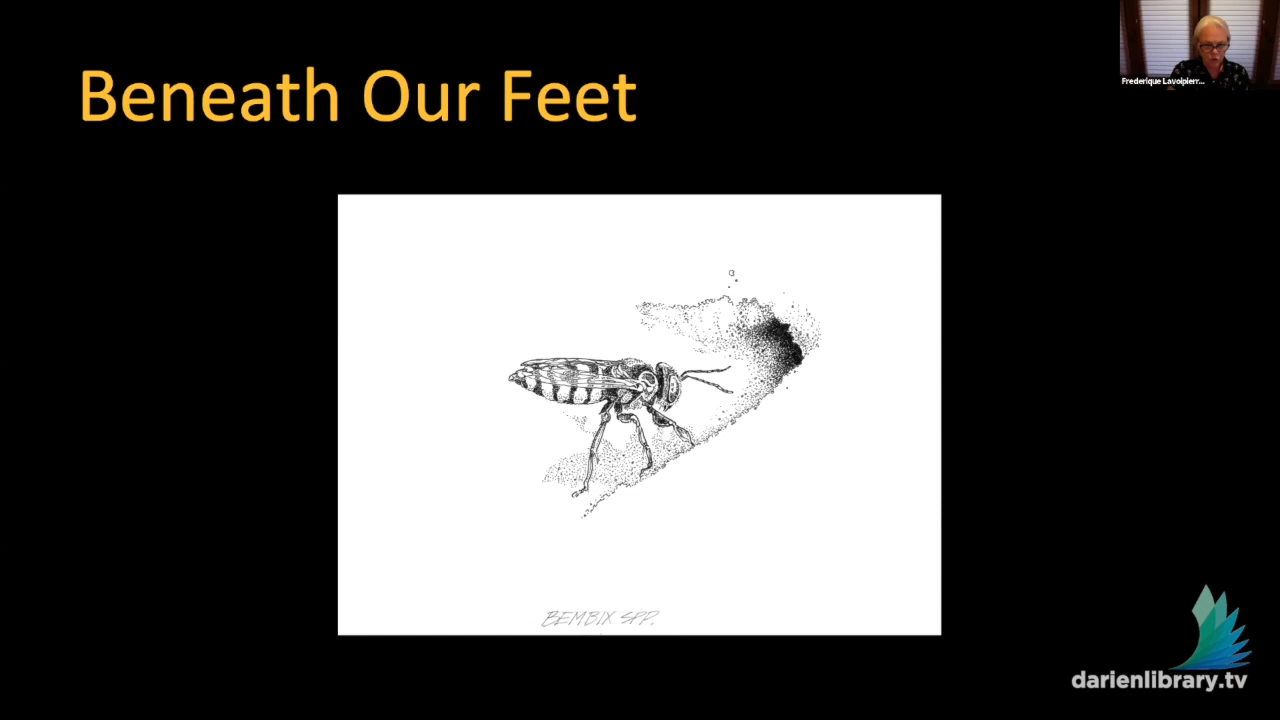 Beneath Our Feet
Frederique Lavoipierr...
BEMBIX SPP.
darienlibrary.tv